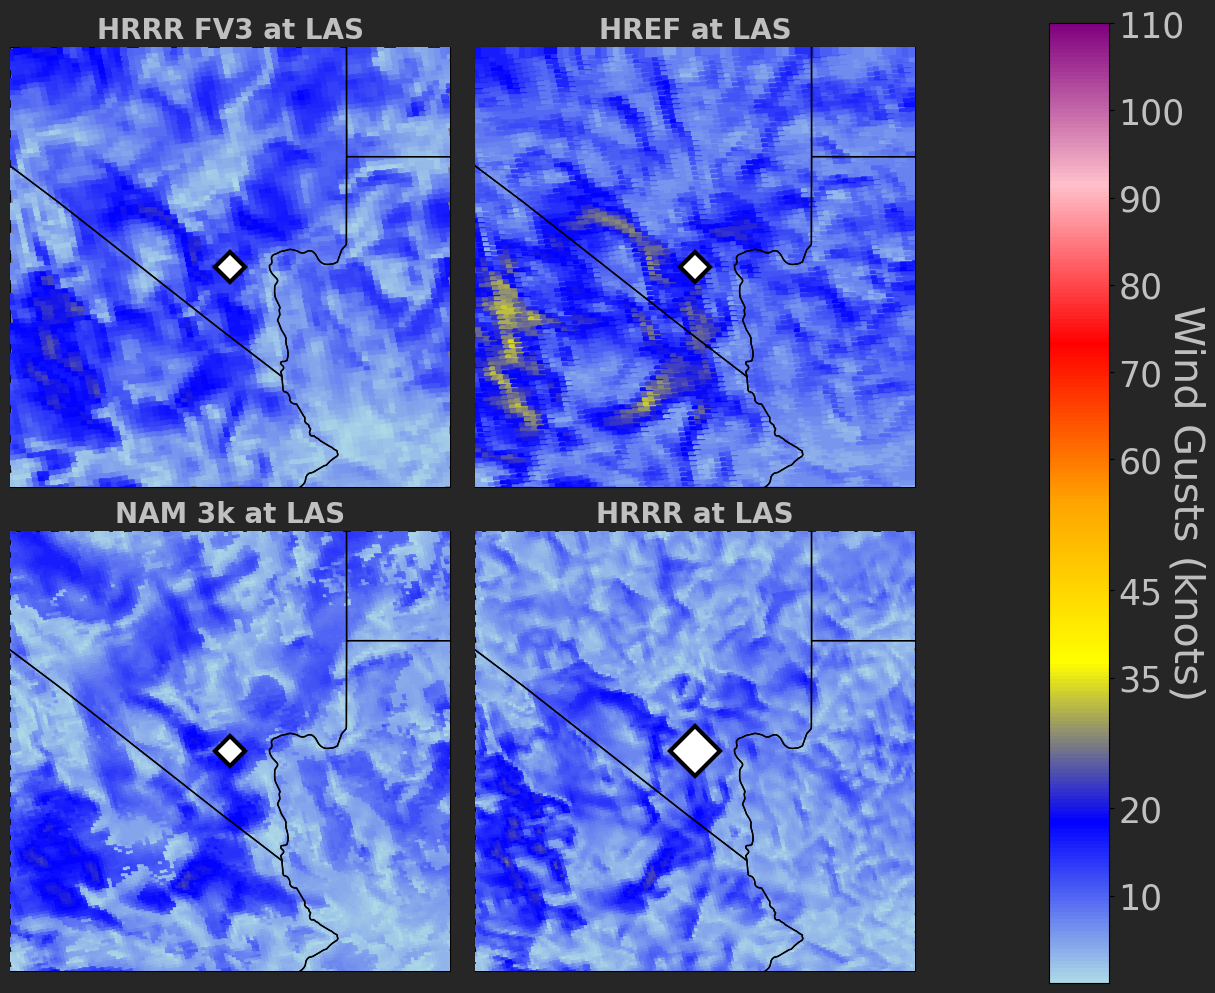 HRRR FV3 at LAS
HREF at LAS
NAM 3k at LAS
HRRR at LAS
110
100
90
80
70
60
45
35
20
10
Wind Gusts (knots)